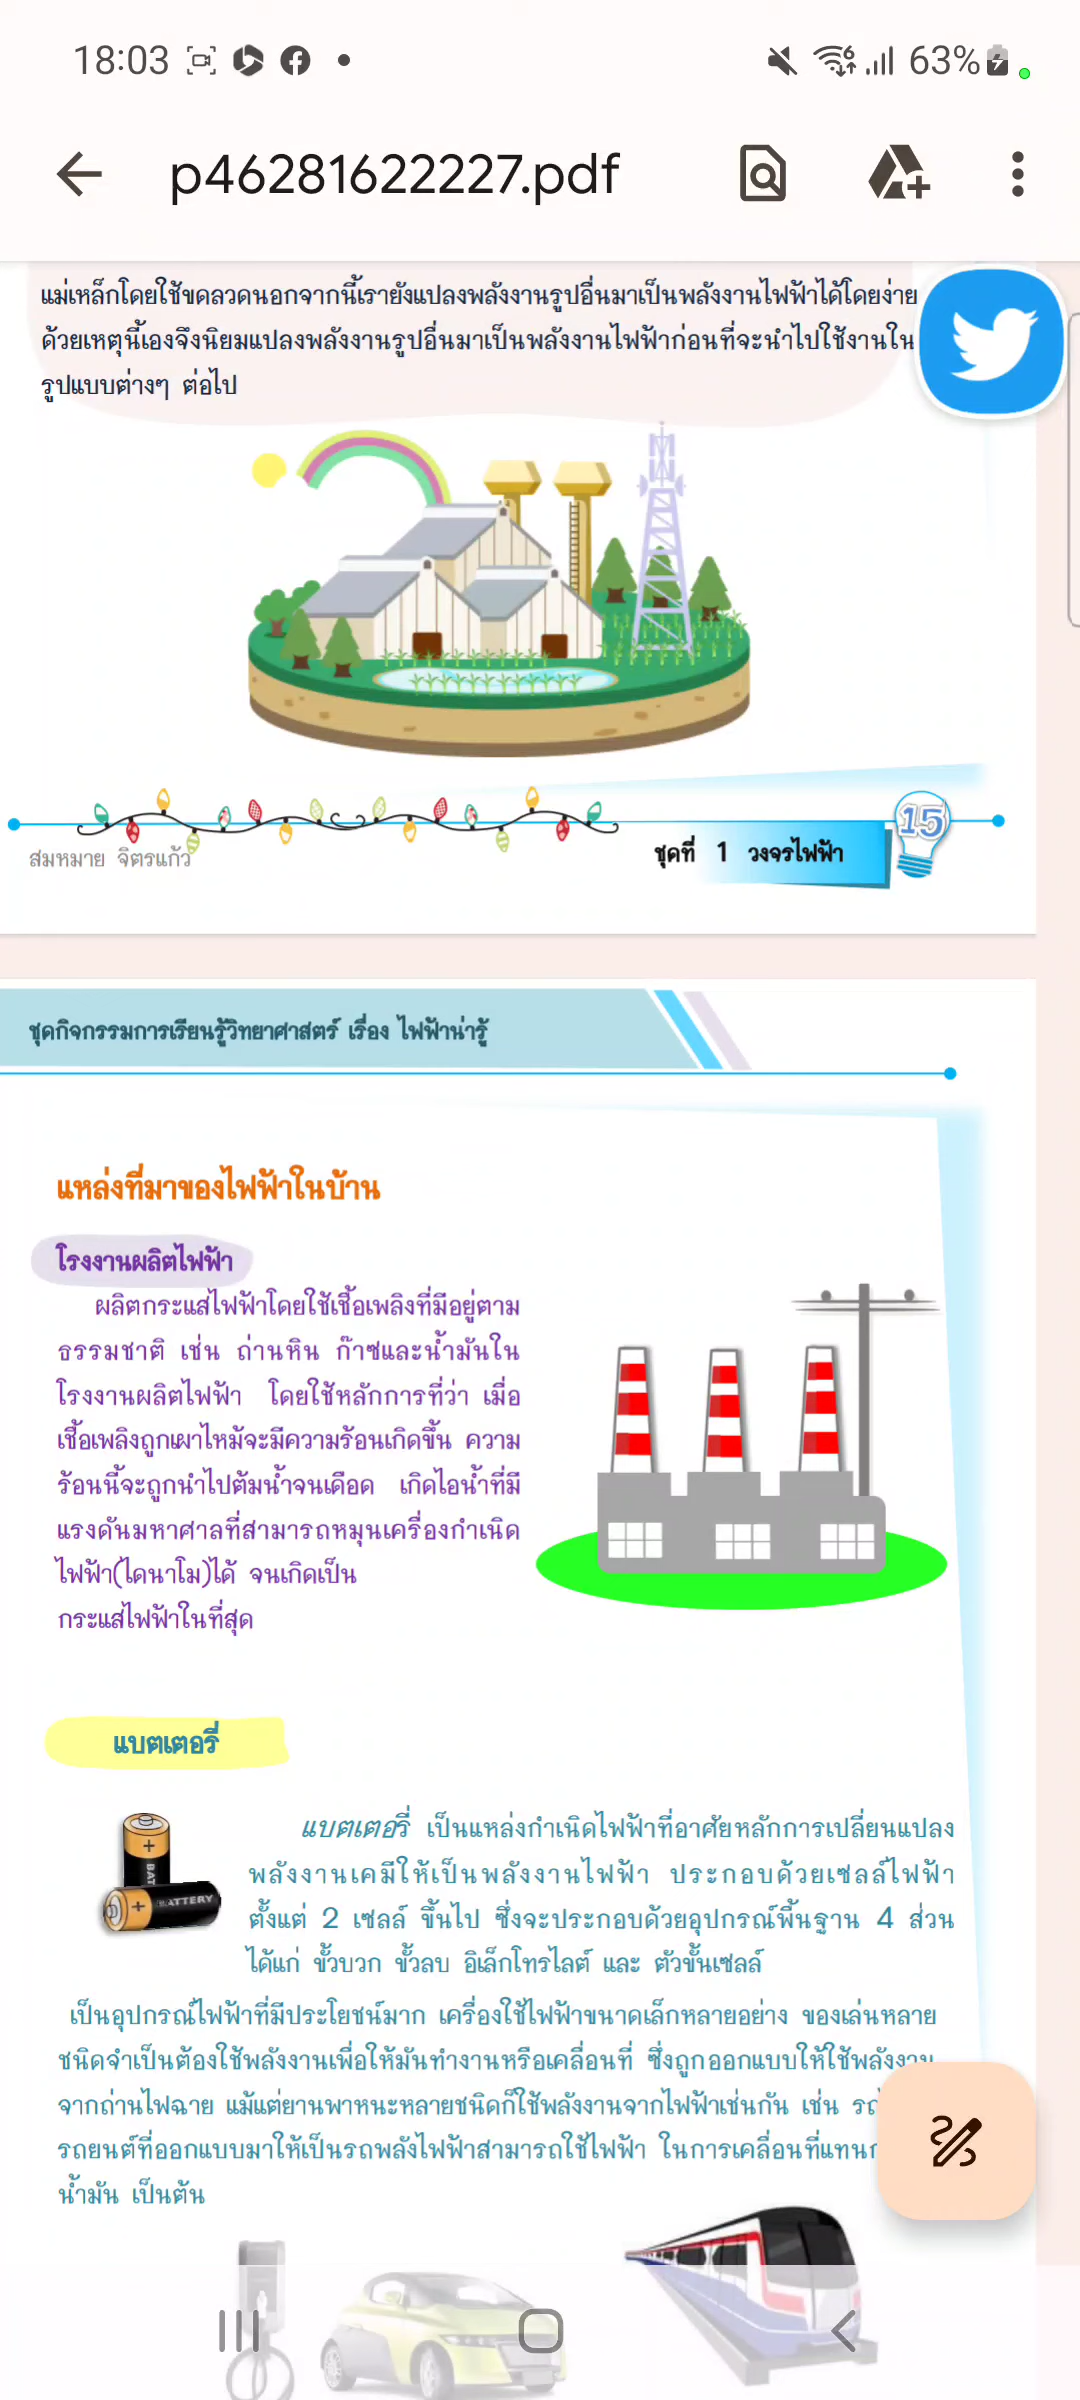 18:03
63%
p46281622227.pdf
แม่เหล็กโดยใช้ขดลวดนอกจากนี้เรายังแปลงพลังงานรูปอื่นมาเป็นพลังงานไฟฟ้าได้โดยง่าย
ด้วยเหตุนี้เองจึงนิยมแปลงพลังงานรูปอื่นมาเป็นพลังงานไฟฟ้าก่อนที่จะนำไปใช้งานใน
รูปแบบต่างๆ ต่อไป
สมหมาย จิตรแก้ว
ชุดที่ 1 วงจรไฟฟ้า
15
ชุดกิจกรรมการเรียนรู้วิทยาศาสตร์ เรื่อง ไฟฟ้าน่ารู้
แหล่งที่มาของไฟฟ้าในบ้าน
โรงงานผลิตไฟฟ้า
ผลิตกระแสไฟฟ้าโดยใช้เชื้อเพลิงที่มีอยู่ตาม
ธรรมชาติ เช่น ถ่านหิน ก๊าซและน้ำมันใน
โรงงานผลิตไฟฟ้า โดยใช้หลักการที่ว่า เมื่อ
เชื้อเพลิงถูกเผาไหม้จะมีความร้อนเกิดขึ้น ความ
ร้อนนี้จะถูกนำไปต้มน้ำจนเดือด เกิดไอน้ำที่มี
แรงดันมหาศาลที่สามารถหมุนเครื่องกำเนิด
ไฟฟ้า(ไดนาโม)ได้ จนเกิดเป็น
กระแสไฟฟ้าในที่สุด
แบตเตอรี่
BAT
BATTERY
แบตเตอรี่ เป็นแหล่งกำเนิดไฟฟ้าที่อาศัยหลักการเปลี่ยนแปลง
พลังงานเคมีให้เป็นพลังงานไฟฟ้า ประกอบด้วยเซลล์ไฟฟ้า
ตั้งแต่ 2 เซลล์ ขึ้นไป ซึ่งจะประกอบด้วยอุปกรณ์พื้นฐาน 4 ส่วน
ได้แก่ ขั้วบวก ขั้วลบ อิเล็กโทรไลต์ และ ตัวขั้นเซลล์
เป็นอุปกรณ์ไฟฟ้าที่มีประโยชน์มาก เครื่องใช้ไฟฟ้าขนาดเล็กหลายอย่าง ของเล่นหลาย
ชนิดจำเป็นต้องใช้พลังงานเพื่อให้มันทำงานหรือเคลื่อนที่ ซึ่งถูกออกแบบให้ใช้พลังงาน
จากถ่านไฟฉาย แม้แต่ยานพาหนะหลายชนิดก็ใช้พลังงานจากไฟฟ้าเช่นกัน เช่น
รถยนต์ที่ออกแบบมาให้เป็นรถพลังไฟฟ้าสามารถใช้ไฟฟ้า ในการเคลื่อนที่แทน
น้ำมัน เป็นต้น